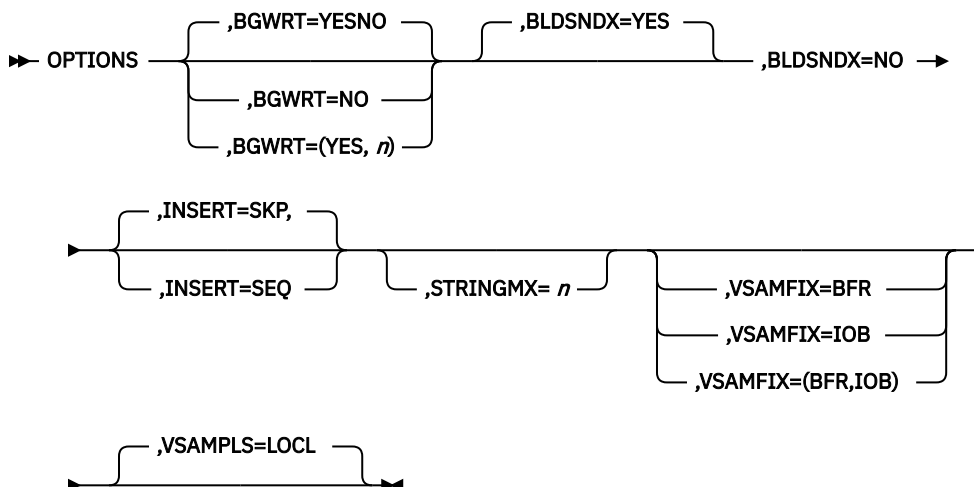 ,BGWRT=YESNO
,BLDSNDX=YES
OPTIONS
,BLDSNDX=NO
,BGWRT=NO
,BGWRT=(YES, n)
,INSERT=SKP,
,INSERT=SEQ
,STRINGMX= n
,VSAMFIX=BFR
,VSAMFIX=IOB
,VSAMFIX=(BFR,IOB)
,VSAMPLS=LOCL